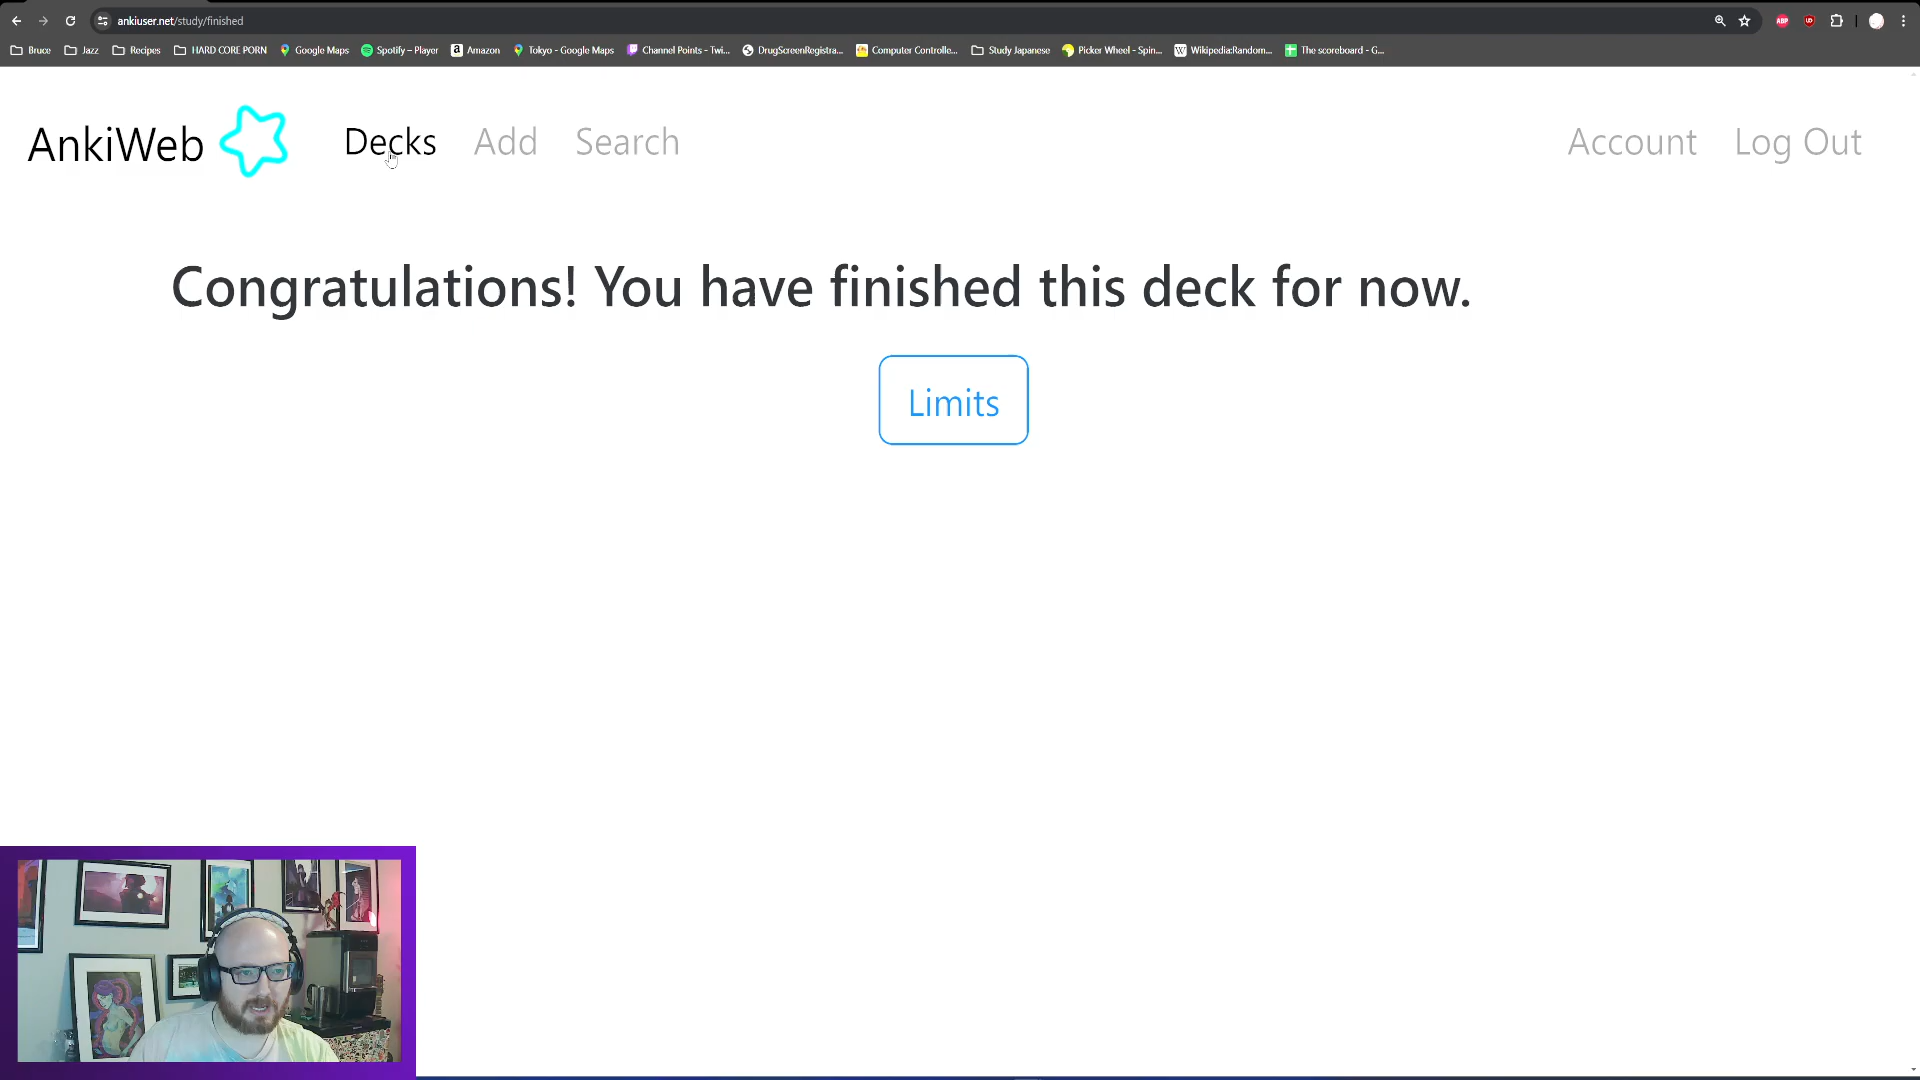 ankiuser.net/study/finished
Bruce Jazz Recipes HARD CORE PORN Google Maps Spotify – Player Amazon Tokyo - Google Maps Channel Points - Twi... DrugScreenRegistra... Computer Controlle... Study Japanese Picker Wheel - Spin... Wikipedia:Random... The scoreboard - G...
AnkiWeb Decks Add Search Account Log Out
Congratulations! You have finished this deck for now.
Limits